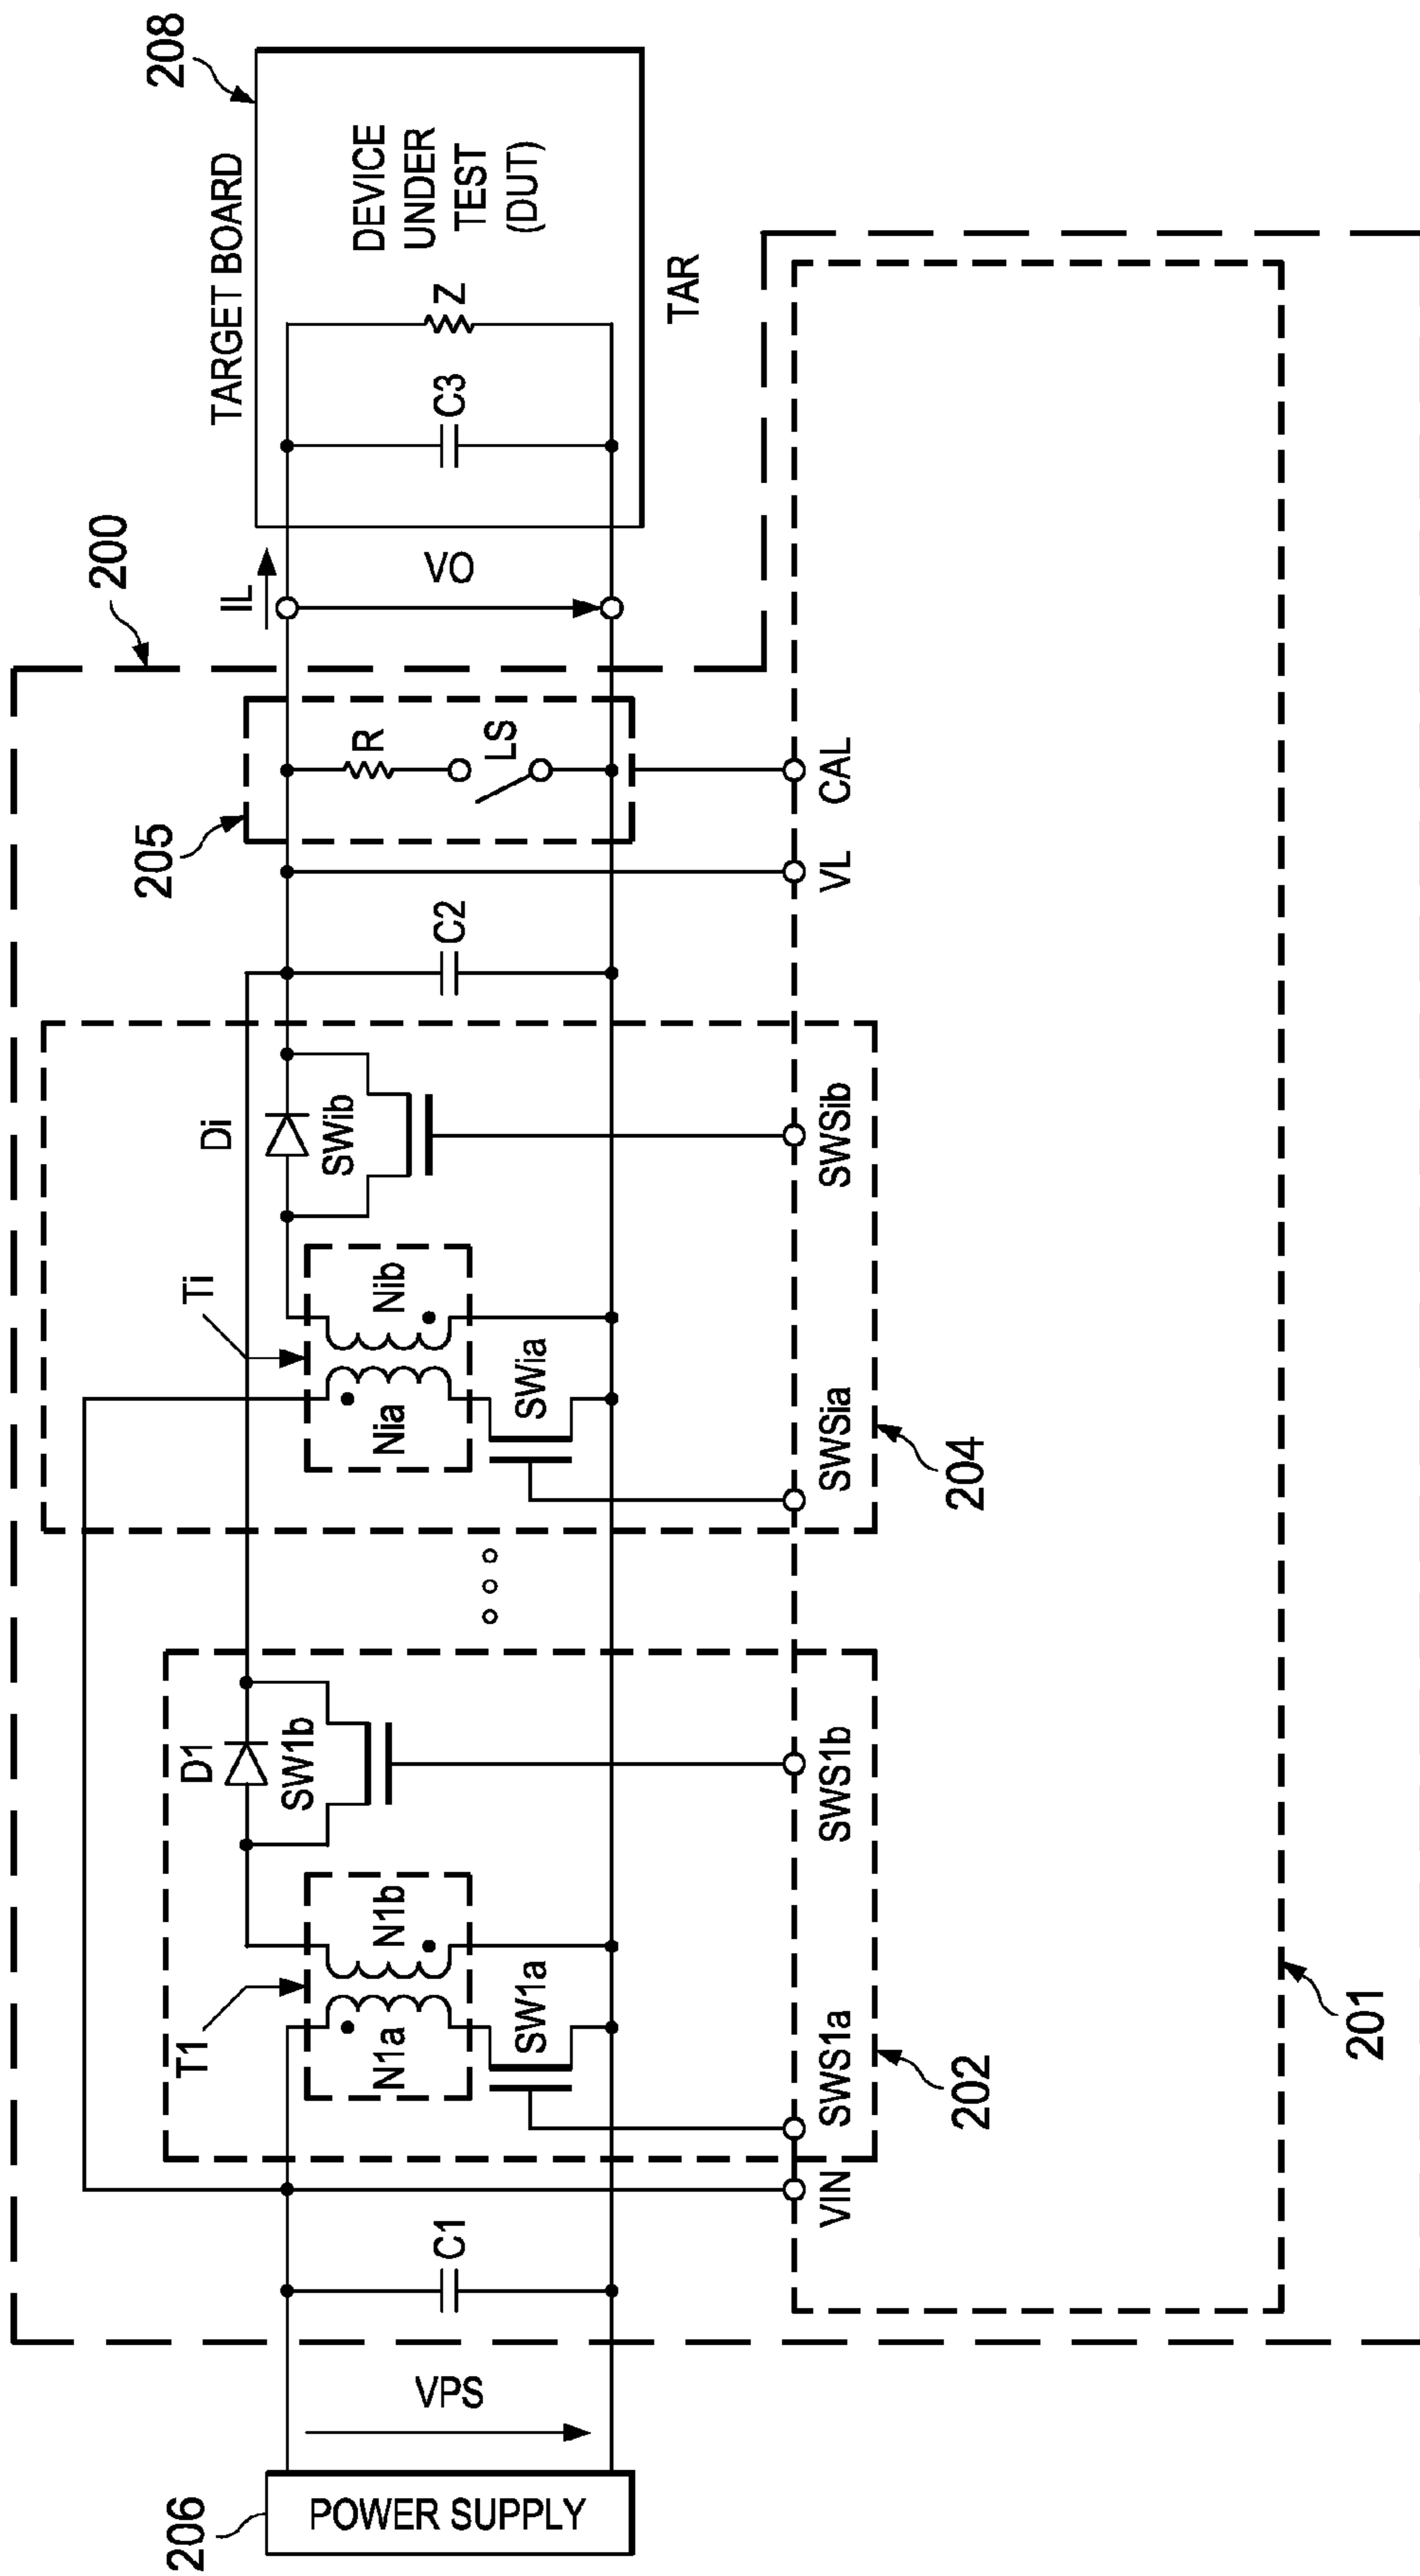 206
POWER SUPPLY
VPS
C1
VIN
202
T1
N1a
N1b
SW1a
D1
SW1b
SWS1a
SWS1b
204
Ti
Nia
Nib
SWia
Di
SWib
SWSia
SWSib
C2
VL
205
R
LS
CAL
200
201
IL
VO
TARGET BOARD
208
C3
Z
DEVICE
UNDER
TEST
(DUT)
TAR